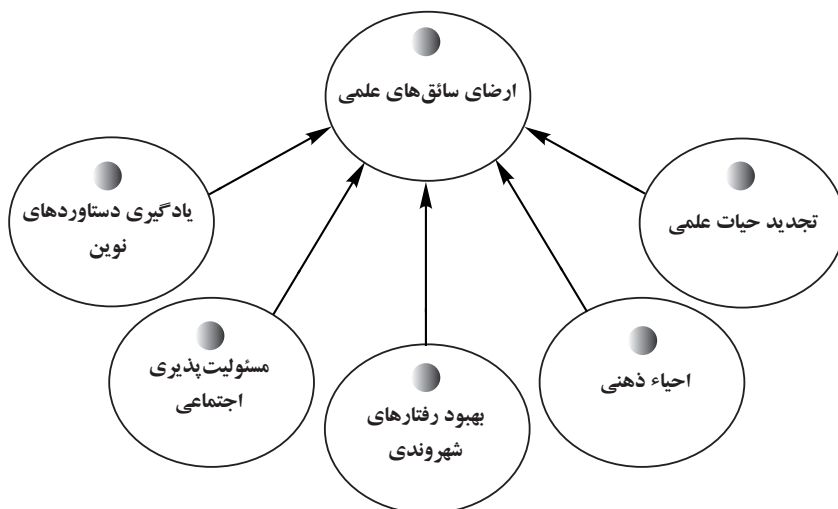 ارضای سائق‌های علمی
تجدید حیات علمی
یادگیری دستاوردهای
نوین
احیاء ذهنی
مسئولیت‌پذیری
اجتماعی
بهبود رفتارهای
شهروندی